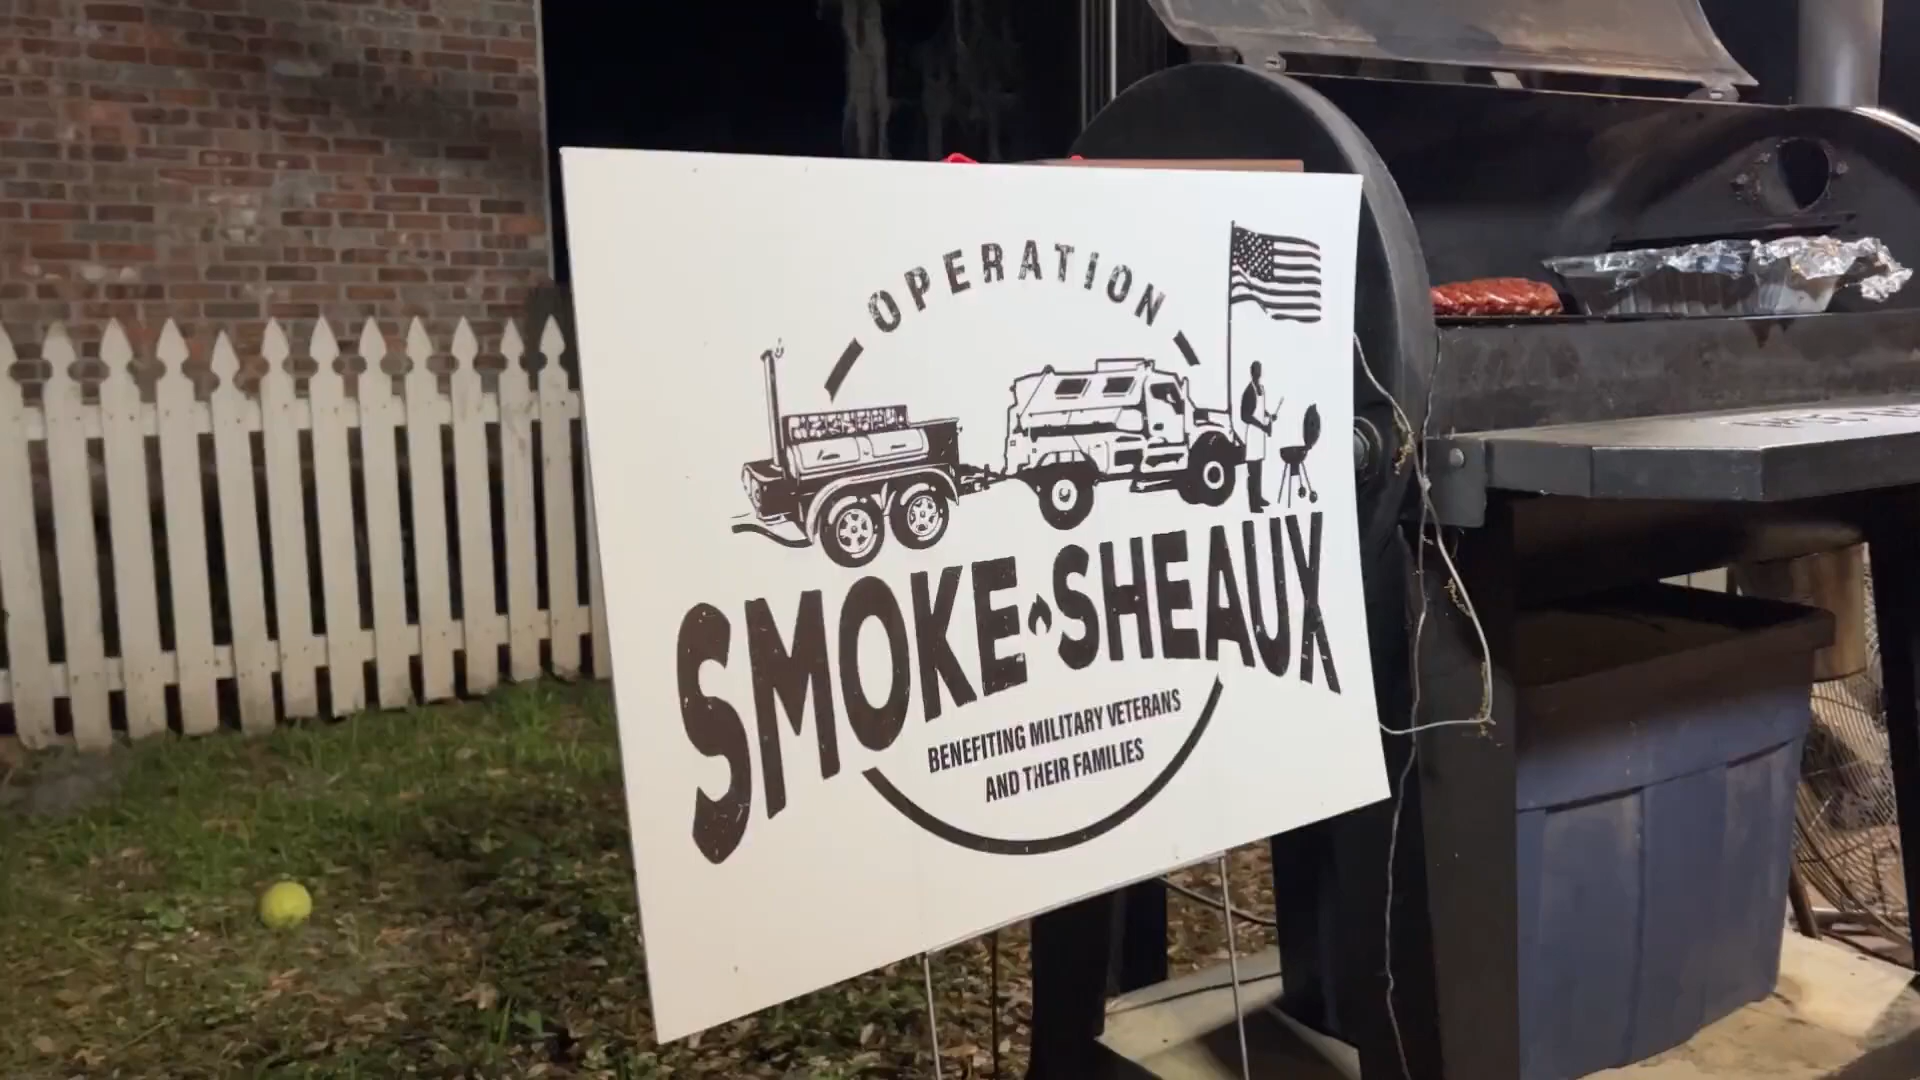 OPERATION
SMOKE SHEAUX
BENEFITING MILITARY VETERANS
AND THEIR FAMILIES